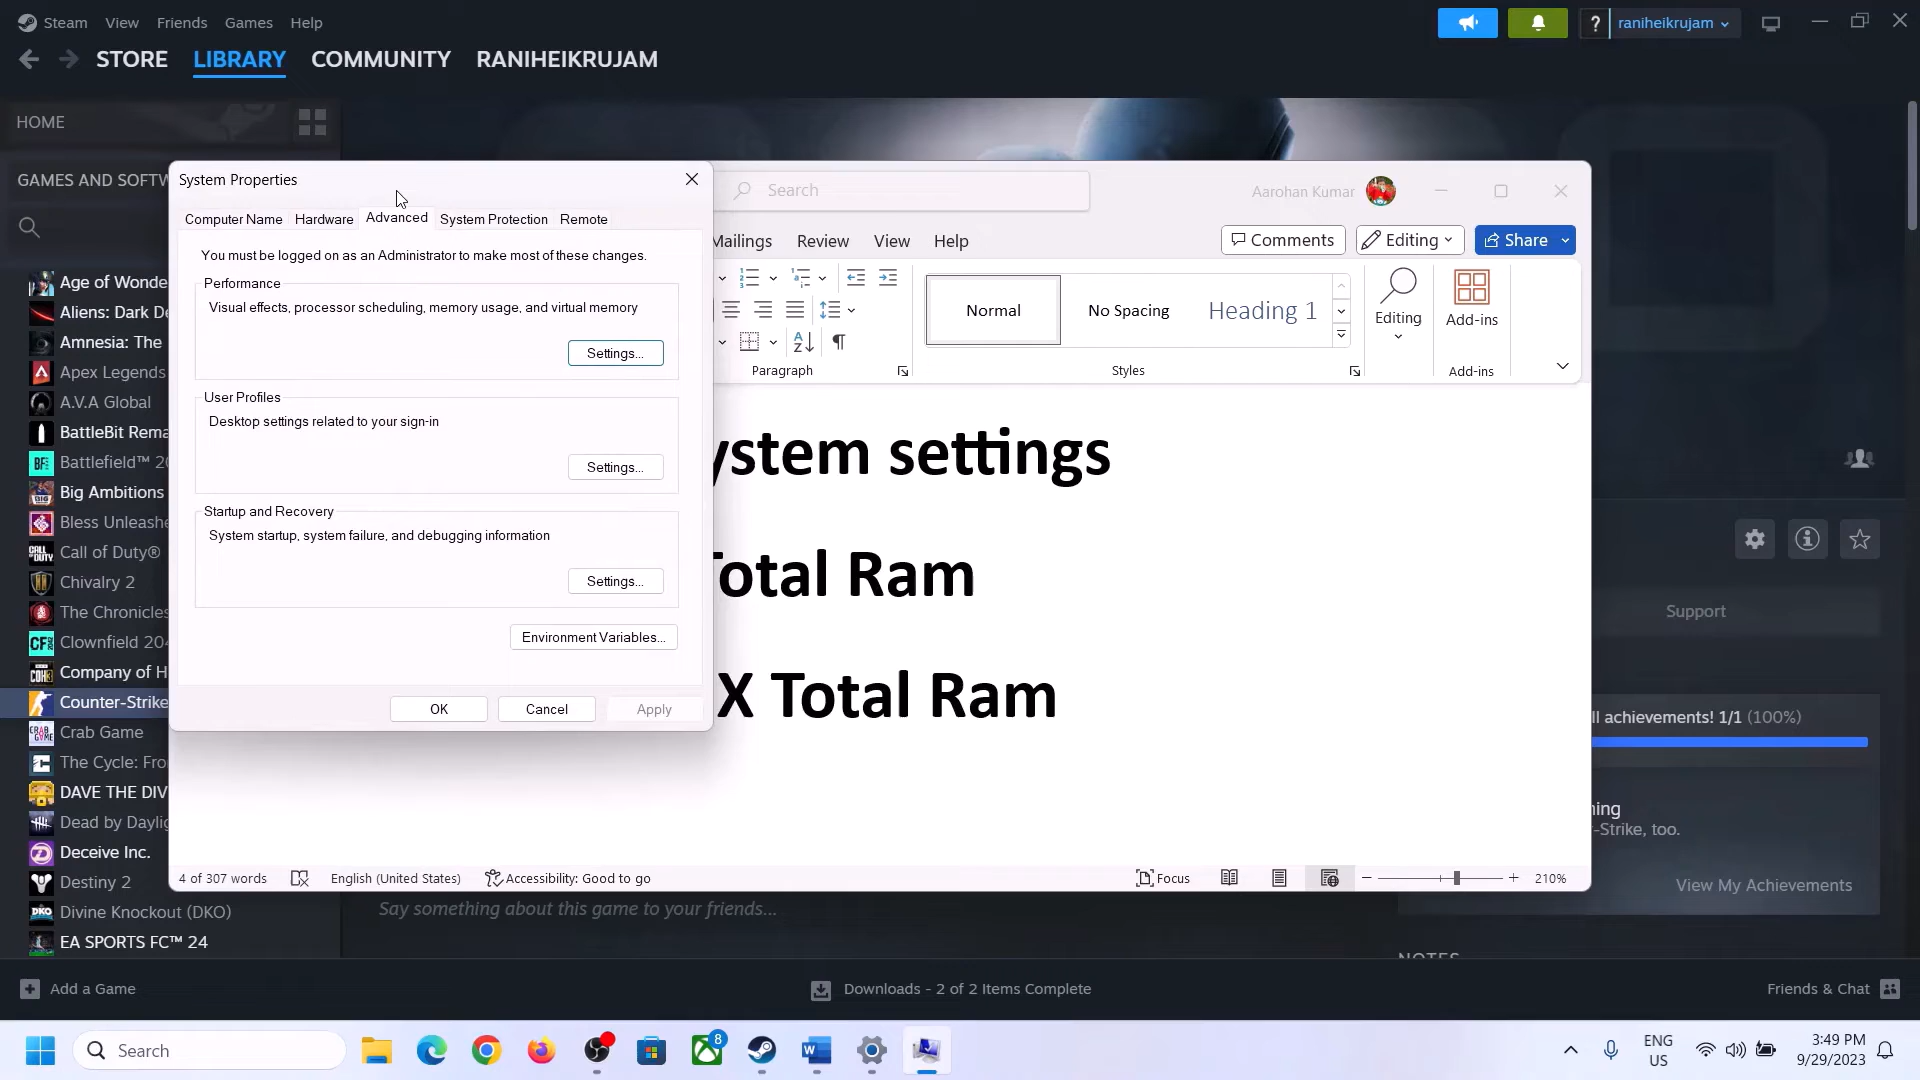 Steam View Friends Games Help
raniheikrujam
STORE LIBRARY COMMUNITY RANIHEIKRUJAM
HOME
GAMES AND SOFTW
Age of Wonde
Aliens: Dark De
Amnesia: The
Apex Legends
A.V.A Global
BattleBit Rema
Battlefield™ 20
Big Ambitions
Bless Unleashe
Call of Duty®
Chivalry 2
The Chronicles
Clownfield 204
Company of H
Counter-Strike
Crab Game
The Cycle: Fro
DAVE THE DIV
Dead by Daylig
Deceive Inc.
Destiny 2
Divine Knockout (DKO)
EA SPORTS FC™ 24
System Properties
Computer Name Hardware Advanced System Protection Remote
You must be logged on as an Administrator to make most of these changes.
Performance
Visual effects, processor scheduling, memory usage, and virtual memory
Settings...
User Profiles
Desktop settings related to your sign-in
Settings...
Startup and Recovery
System startup, system failure, and debugging information
Settings...
Environment Variables...
OK Cancel Apply
Search
Aarohan Kumar
Mailings Review View Help
Comments Editing Share
Normal No Spacing Heading 1
Editing Add-ins
Paragraph Styles Add-ins
ystem settings
Total Ram
X Total Ram
4 of 307 words English (United States) Accessibility: Good to go
Focus 210%
Support
ll achievements! 1/1 (100%)
ning
r-Strike, too.
View My Achievements
Say something about this game to your friends...
NOTES
Add a Game
Downloads - 2 of 2 Items Complete
Friends & Chat
Search
8
ENG
US
3:49 PM
9/29/2023